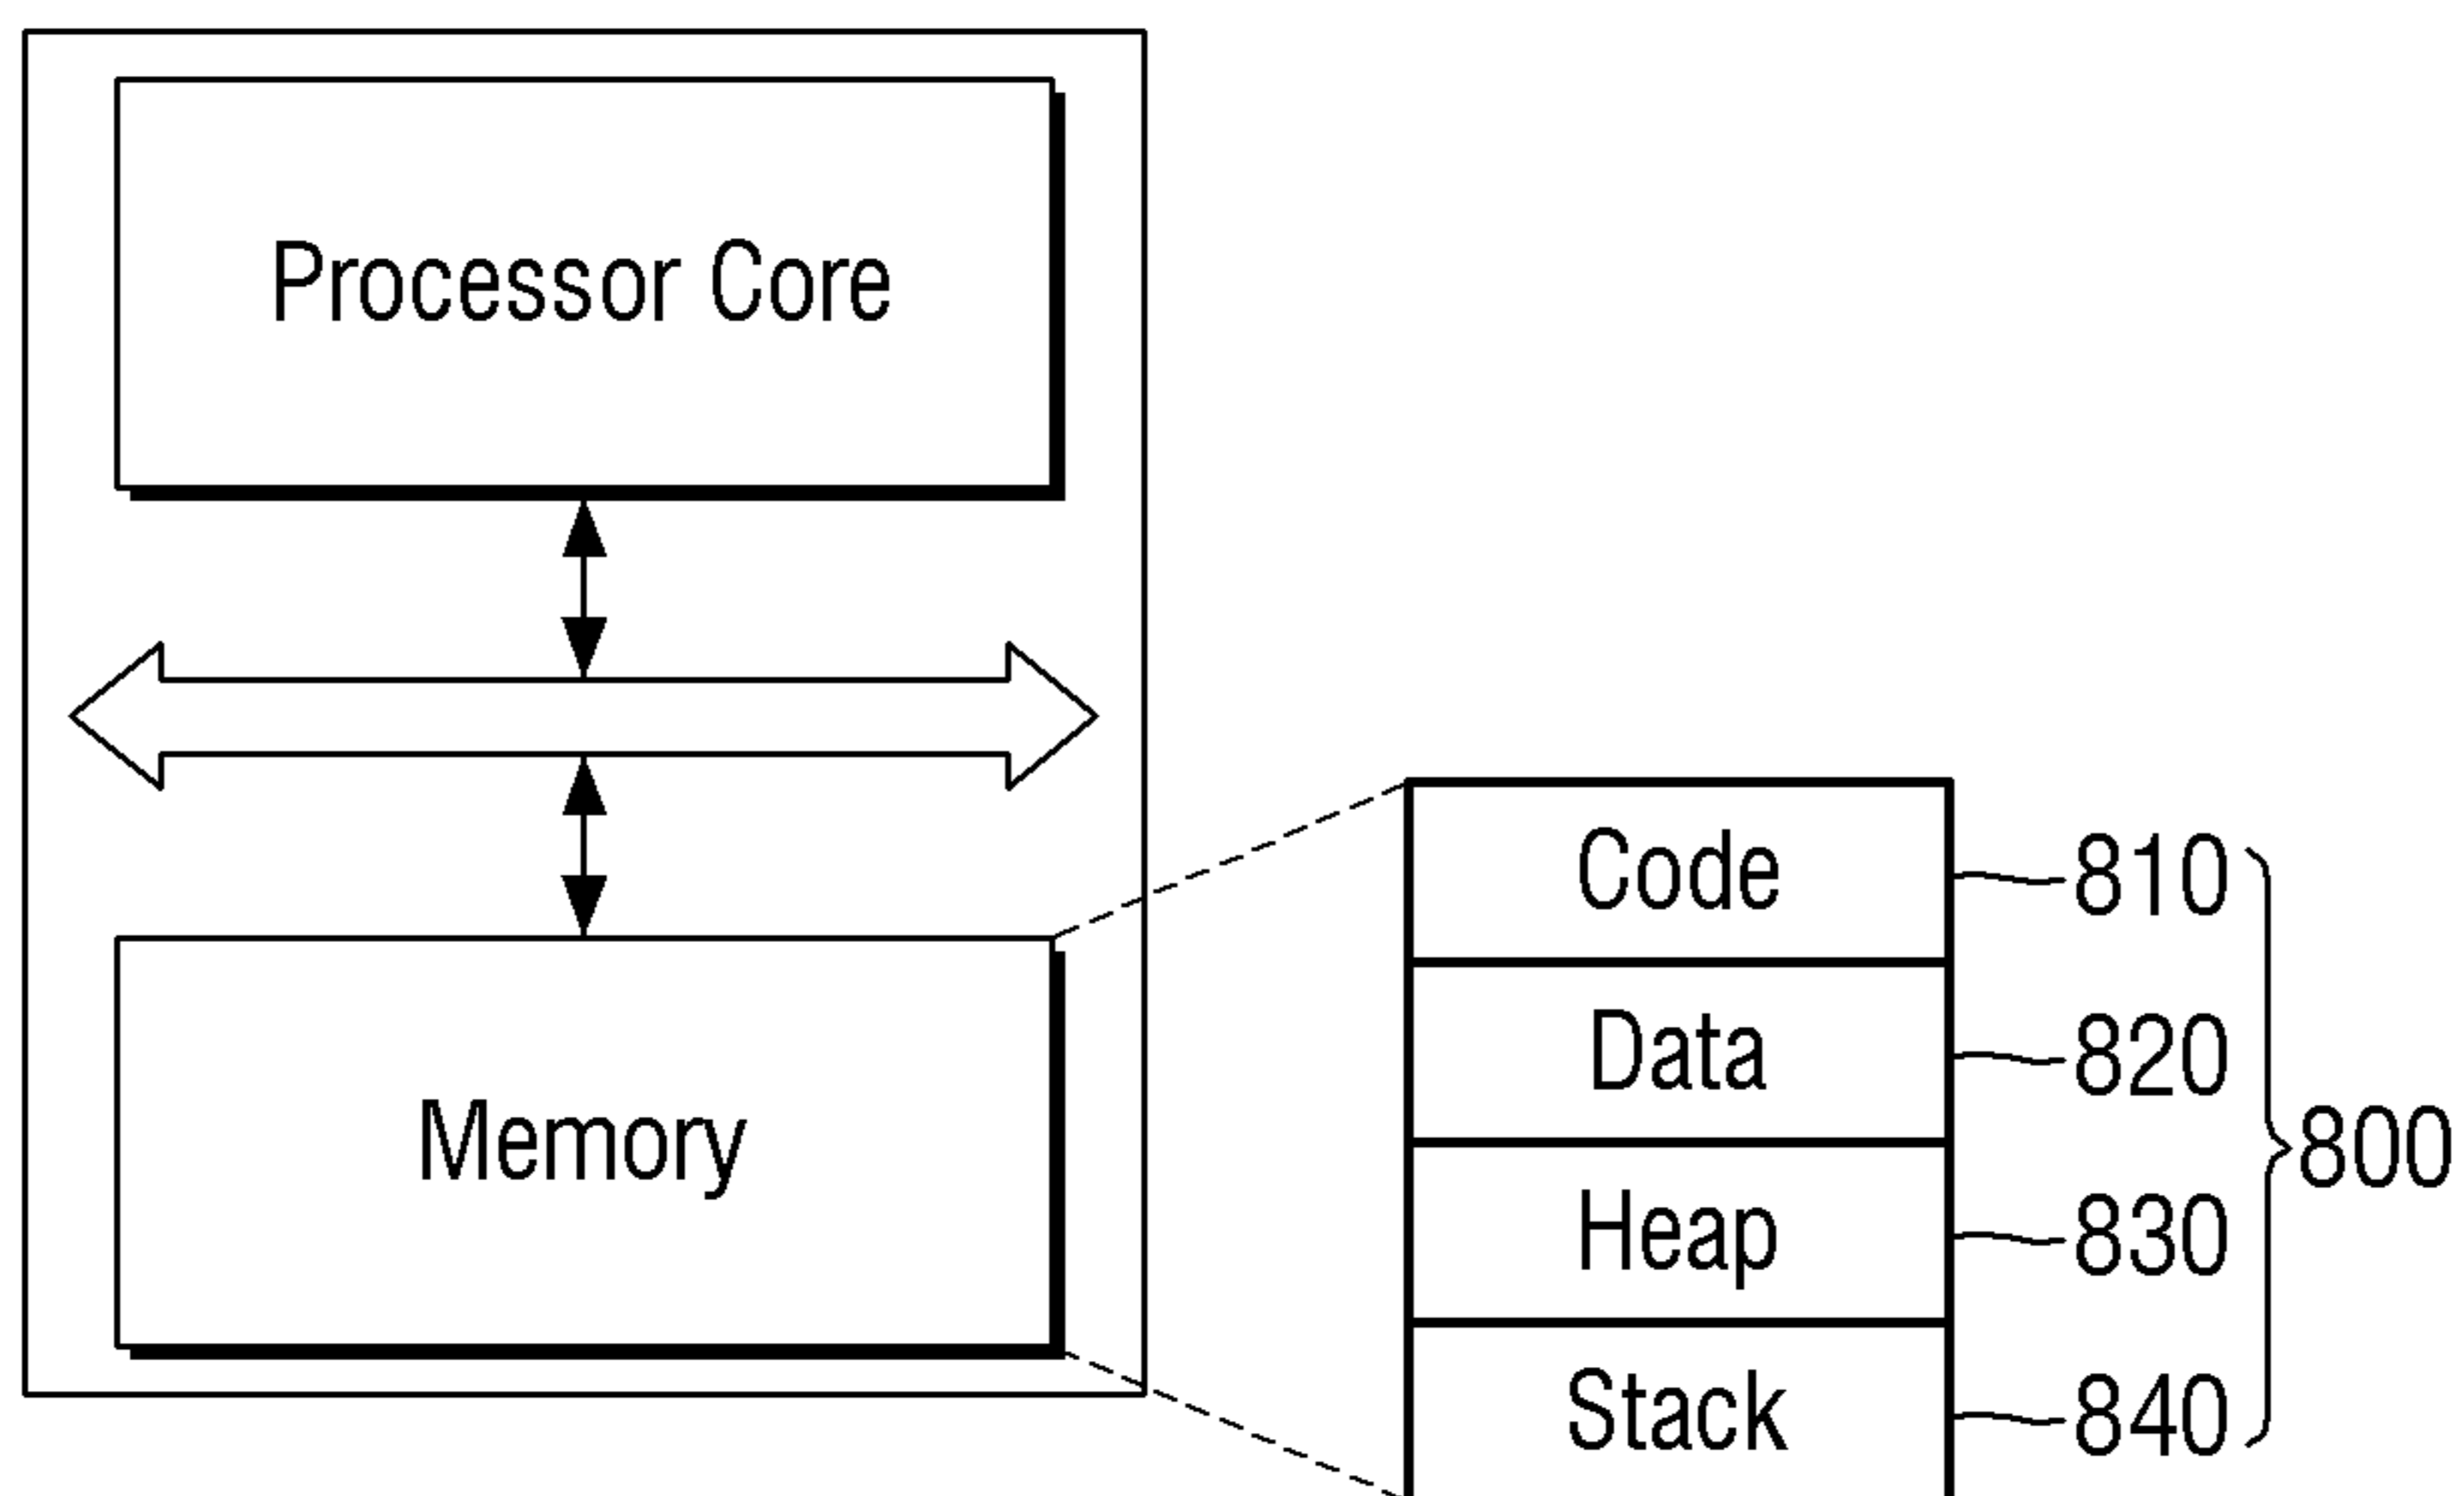 Processor Core
Memory
Code 810
Data 820
Heap 830
Stack 840
800